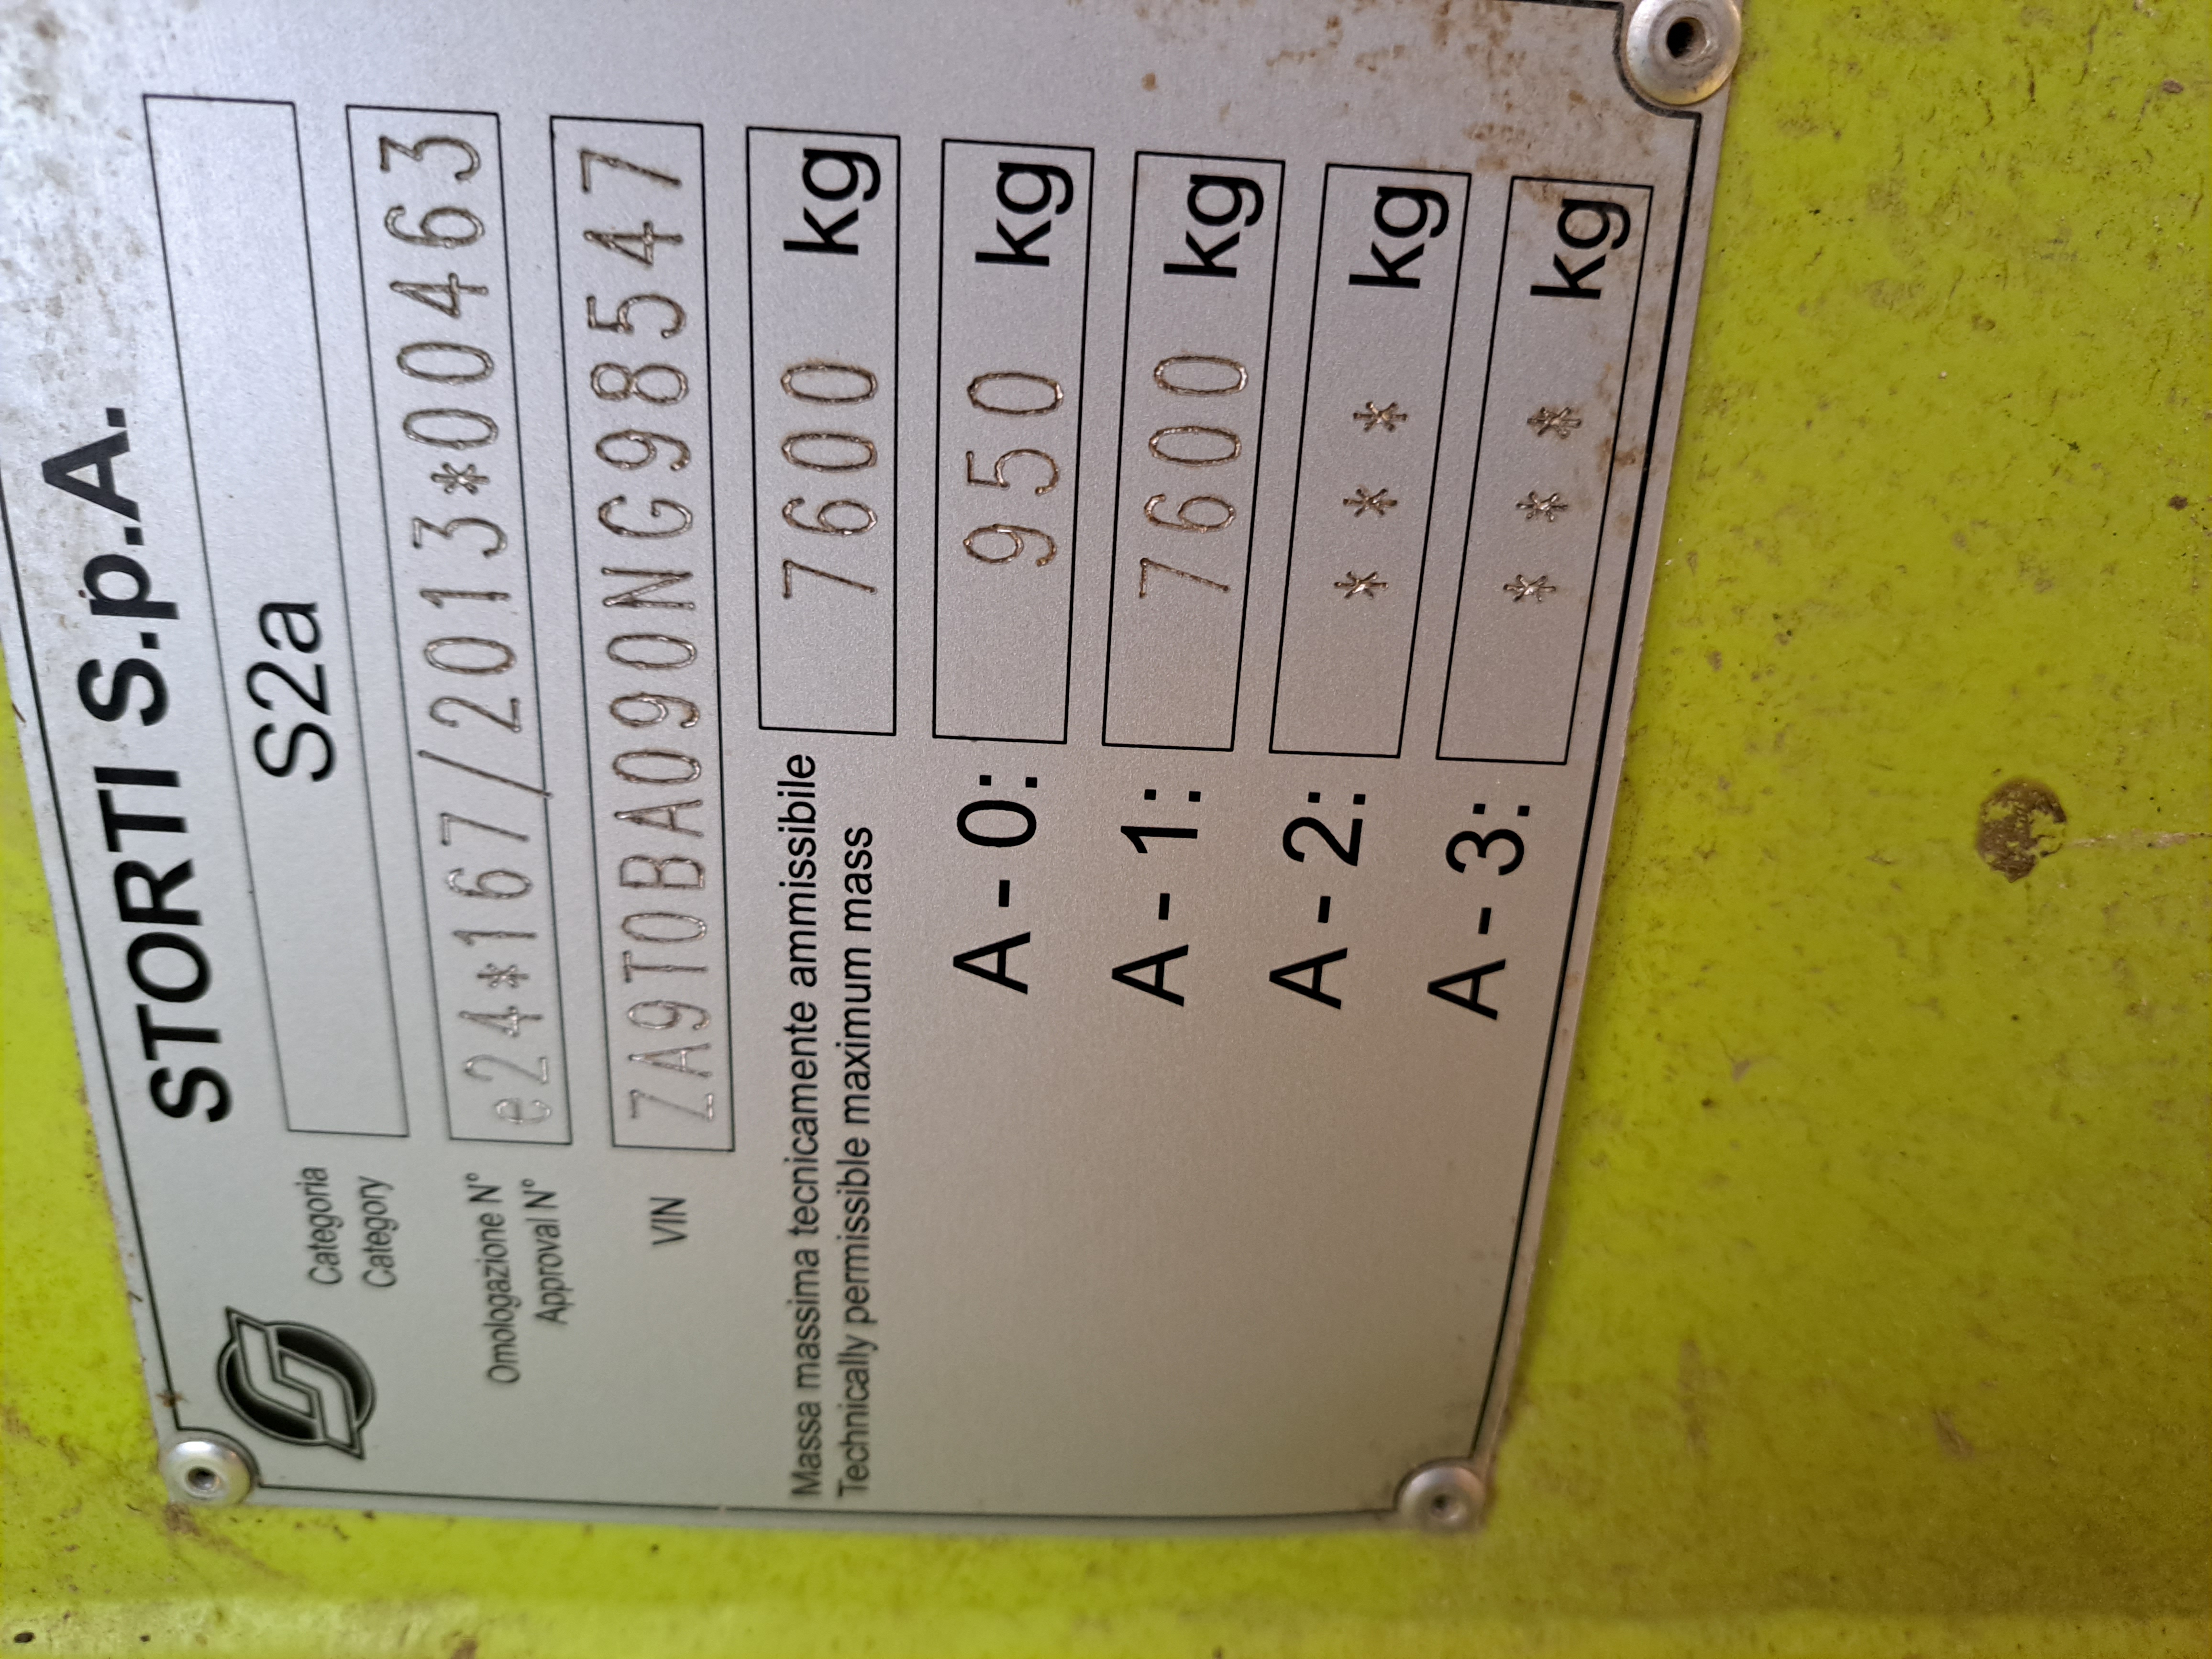 STORTI S.p.A.
Categoria
Category
S2a
Omologazione N°
Approval N°
e24*167/2013*00463
VIN
ZA9T0BA090NG98547
Massa massima tecnicamente ammissibile
Technically permissible maximum mass
7600 kg
A - 0: 950 kg
A - 1: 7600 kg
A - 2: * * * kg
A - 3: * * * kg